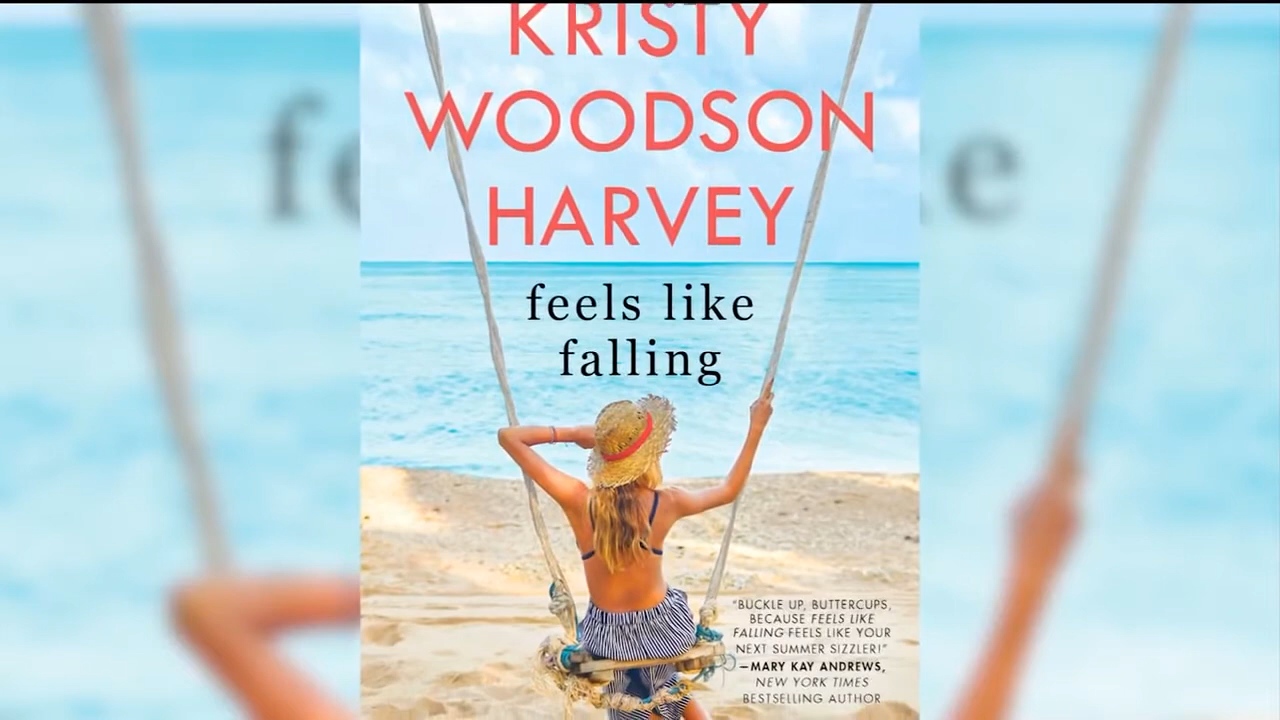 KRISTY
WOODSON
HARVEY
feels like
falling
“BUCKLE UP, BUTTERCUPS,
BECAUSE FEELS LIKE
FALLING FEELS LIKE YOUR
NEXT SUMMER SIZZLER!”
—MARY KAY ANDREWS,
NEW YORK TIMES
BESTSELLING AUTHOR